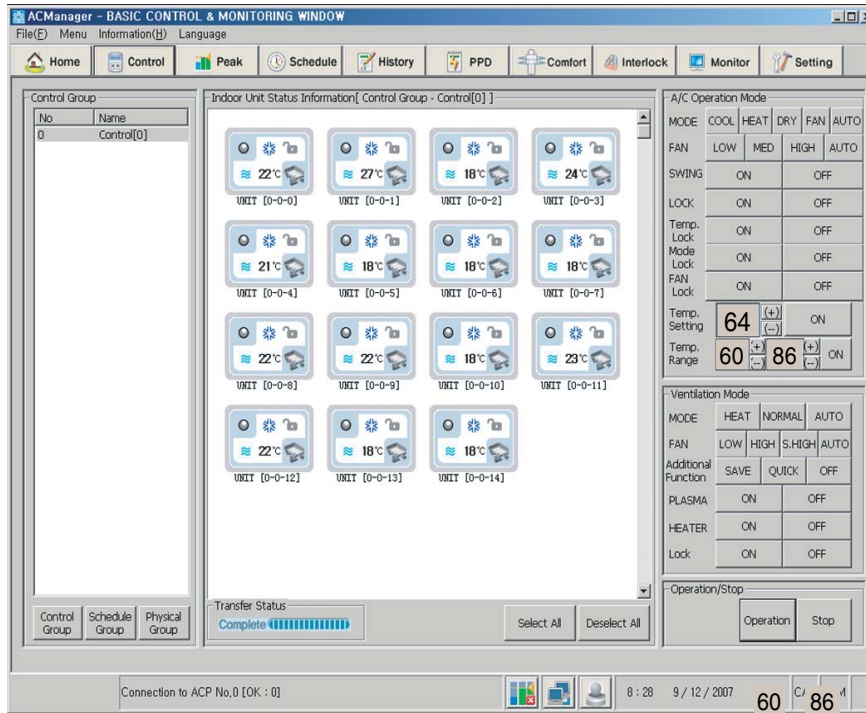 ACManager - BASIC CONTROL & MONITORING WINDOW
File(F) Menu Information(H) Language
Home Control Peak Schedule History PPD Comfort Interlock Monitor Setting
Control Group
No Name
0 Control[0]
Indoor Unit Status Information[ Control Group - Control[0] ]
22℃ 27℃ 18℃ 24℃
UNIT [0-0-0] UNIT [0-0-1] UNIT [0-0-2] UNIT [0-0-3]
21℃ 18℃ 18℃ 18℃
UNIT [0-0-4] UNIT [0-0-5] UNIT [0-0-6] UNIT [0-0-7]
22℃ 22℃ 18℃ 23℃
UNIT [0-0-8] UNIT [0-0-9] UNIT [0-0-10] UNIT [0-0-11]
22℃ 18℃ 18℃
UNIT [0-0-12] UNIT [0-0-13] UNIT [0-0-14]
Control Group
Schedule Group
Physical Group
Transfer Status
Complete
Select All Deselect All
A/C Operation Mode
MODE COOL HEAT DRY FAN AUTO
FAN LOW MED HIGH AUTO
SWING ON OFF
LOCK ON OFF
Temp. Lock ON OFF
Mode Lock ON OFF
FAN Lock ON OFF
Temp. Setting 64 (+) (--) ON
Temp. Range 60 (+) (--) 86 (+) (--) ON
Ventilation Mode
MODE HEAT NORMAL AUTO
FAN LOW HIGH S.HIGH AUTO
Additional Function SAVE QUICK OFF
PLASMA ON OFF
HEATER ON OFF
Lock ON OFF
Operation/Stop
Operation Stop
Connection to ACP No.0 [OK : 0] 8 : 28 9 / 12 / 2007 60 86